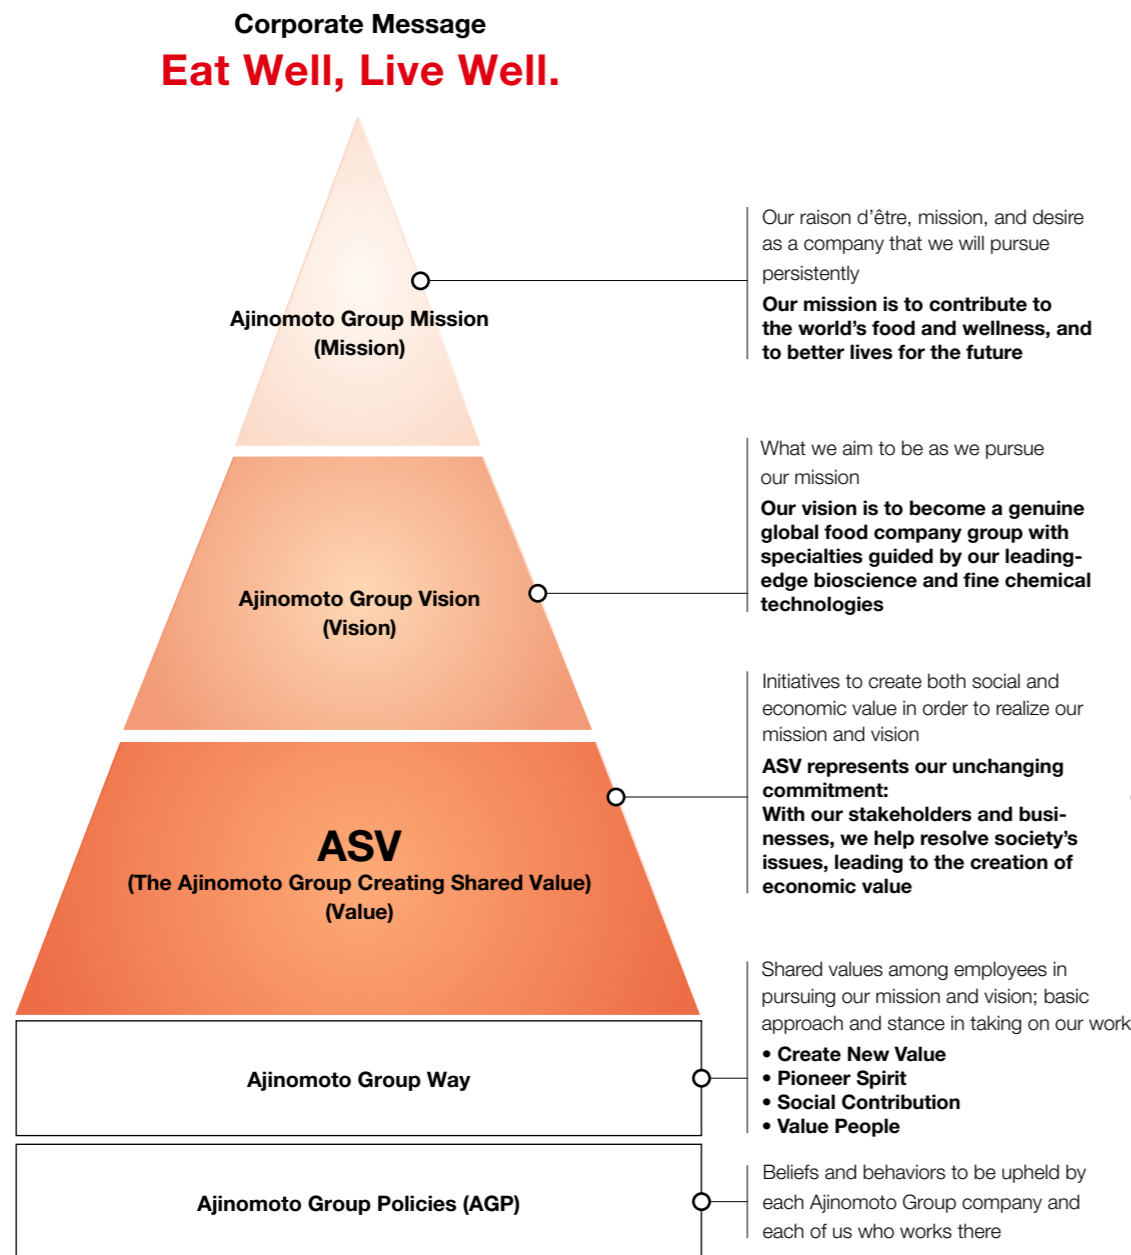 Corporate Message
Eat Well, Live Well.
Ajinomoto Group Mission
(Mission)
Our raison d’être, mission, and desire
as a company that we will pursue
persistently
Our mission is to contribute to
the world’s food and wellness, and
to better lives for the future
Ajinomoto Group Vision
(Vision)
What we aim to be as we pursue
our mission
Our vision is to become a genuine
global food company group with
specialties guided by our leading-
edge bioscience and fine chemical
technologies
ASV
(The Ajinomoto Group Creating Shared Value)
(Value)
Initiatives to create both social and
economic value in order to realize our
mission and vision
ASV represents our unchanging
commitment:
With our stakeholders and busi-
nesses, we help resolve society’s
issues, leading to the creation of
economic value
Ajinomoto Group Way
Shared values among employees in
pursuing our mission and vision; basic
approach and stance in taking on our work
• Create New Value
• Pioneer Spirit
• Social Contribution
• Value People
Ajinomoto Group Policies (AGP)
Beliefs and behaviors to be upheld by
each Ajinomoto Group company and
each of us who works there